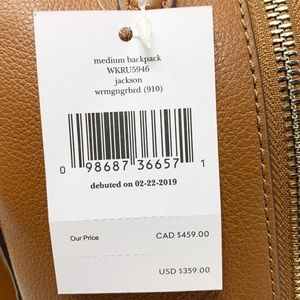 medium backpack
WKRU5946
jackson
wrmgngrbrd (910)
0 98687 36657 1
debuted on 02-22-2019
Our Price CAD $459.00
USD $359.00